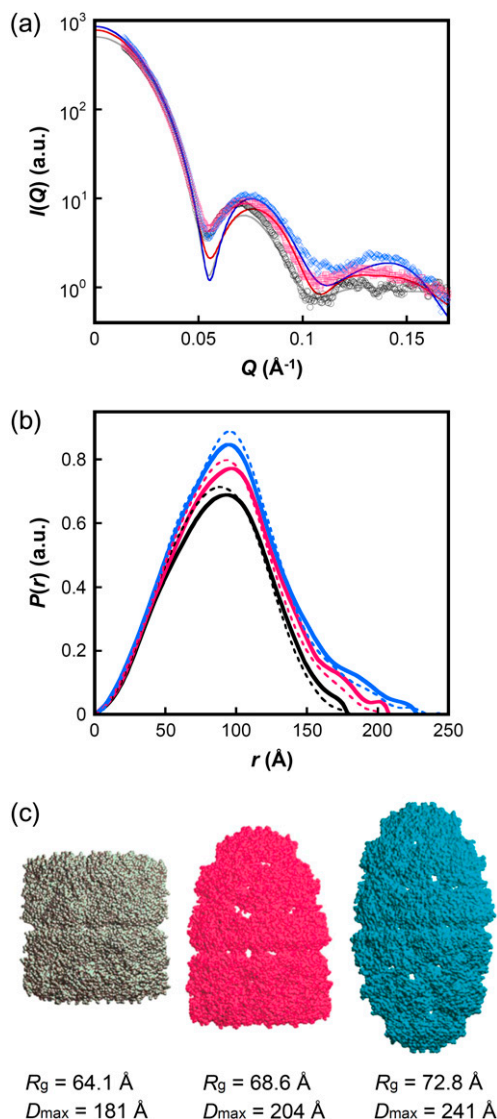 (a)
10³
10²
10¹
10⁰
I(Q) (a.u.)
0 0.05 0.1 0.15
Q (Å⁻¹)
(b)
0.8
0.6
0.4
0.2
0
P(r) (a.u.)
0 50 100 150 200 250
r (Å)
(c)
Rg = 64.1 Å Rg = 68.6 Å Rg = 72.8 Å
Dmax = 181 Å Dmax = 204 Å Dmax = 241 Å